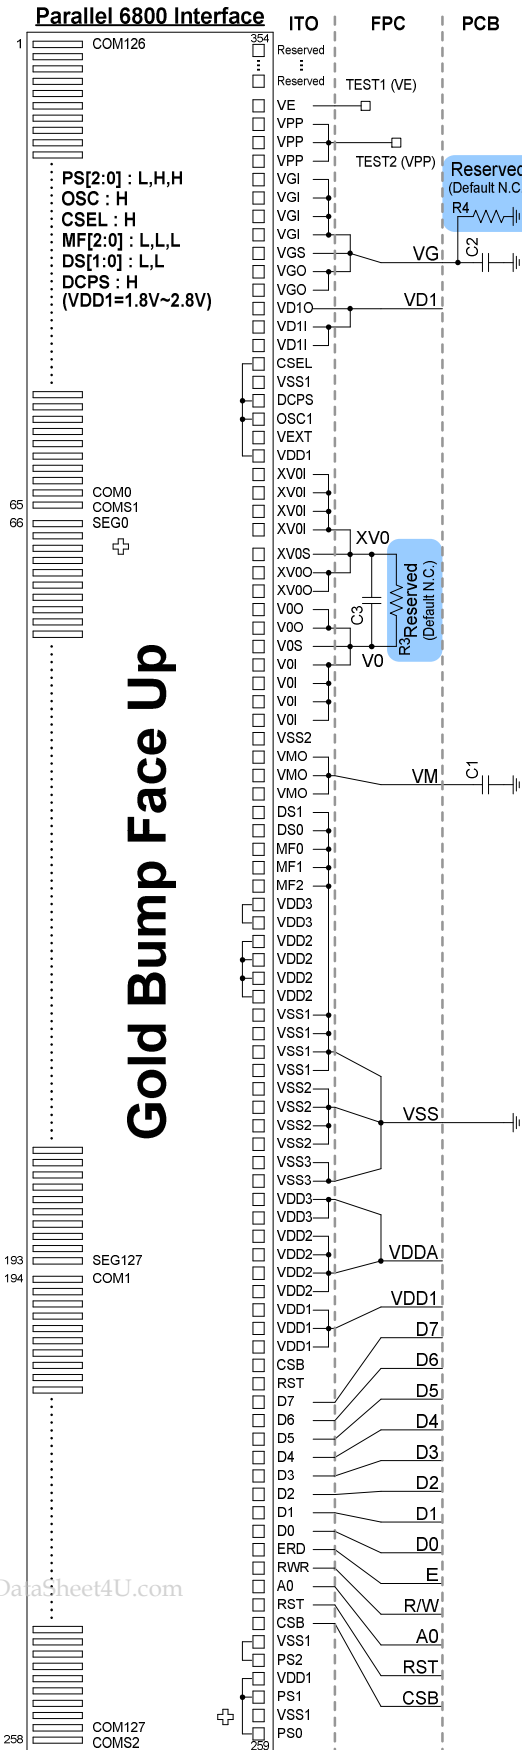 Parallel 6800 Interface
ITO
FPC
PCB
1
COM126
354
Reserved
Reserved
VE
TEST1 (VE)
VPP
VPP
VPP
TEST2 (VPP)
PS[2:0] : L,H,H
OSC : H
CSEL : H
MF[2:0] : L,L,L
DS[1:0] : L,L
DCPS : H
(VDD1=1.8V~2.8V)
Reserved
(Default N.C
R4
VGI
VGI
VGI
VGI
VGS
VG
C2
VGO
VGO
VD1O
VD1
VD1I
VD1I
CSEL
VSS1
DCPS
OSC1
VEXT
VDD1
XV0I
COM0
XV0I
65
COMS1
XV0I
66
SEG0
XV0I
XV0
XV0S
XV0O
XV0O
C3
R3
Reserved
(Default N.C.)
V0O
V0O
V0S
V0
V0I
V0I
V0I
V0I
Gold Bump Face Up
VSS2
VMO
VMO
VM
C1
VMO
DS1
DS0
MF0
MF1
MF2
VDD3
VDD3
VDD2
VDD2
VDD2
VDD2
VSS1
VSS1
VSS1
VSS1
VSS2
VSS2
VSS
VSS2
VSS2
VSS3
VSS3
VDD3
VDD3
VDD2
VDD2
VDDA
193
SEG127
VDD2
194
COM1
VDD2
VDD1
VDD1
VDD1
VDD1
CSB
RST
D7
D7
D6
D6
D5
D5
D4
D4
D3
D3
D2
D2
D1
D1
D0
D0
ERD
E
RWR
R/W
A0
A0
RST
RST
CSB
CSB
DataSheet4U.com
VSS1
PS2
VDD1
PS1
VSS1
COM127
PS0
258
COMS2
259